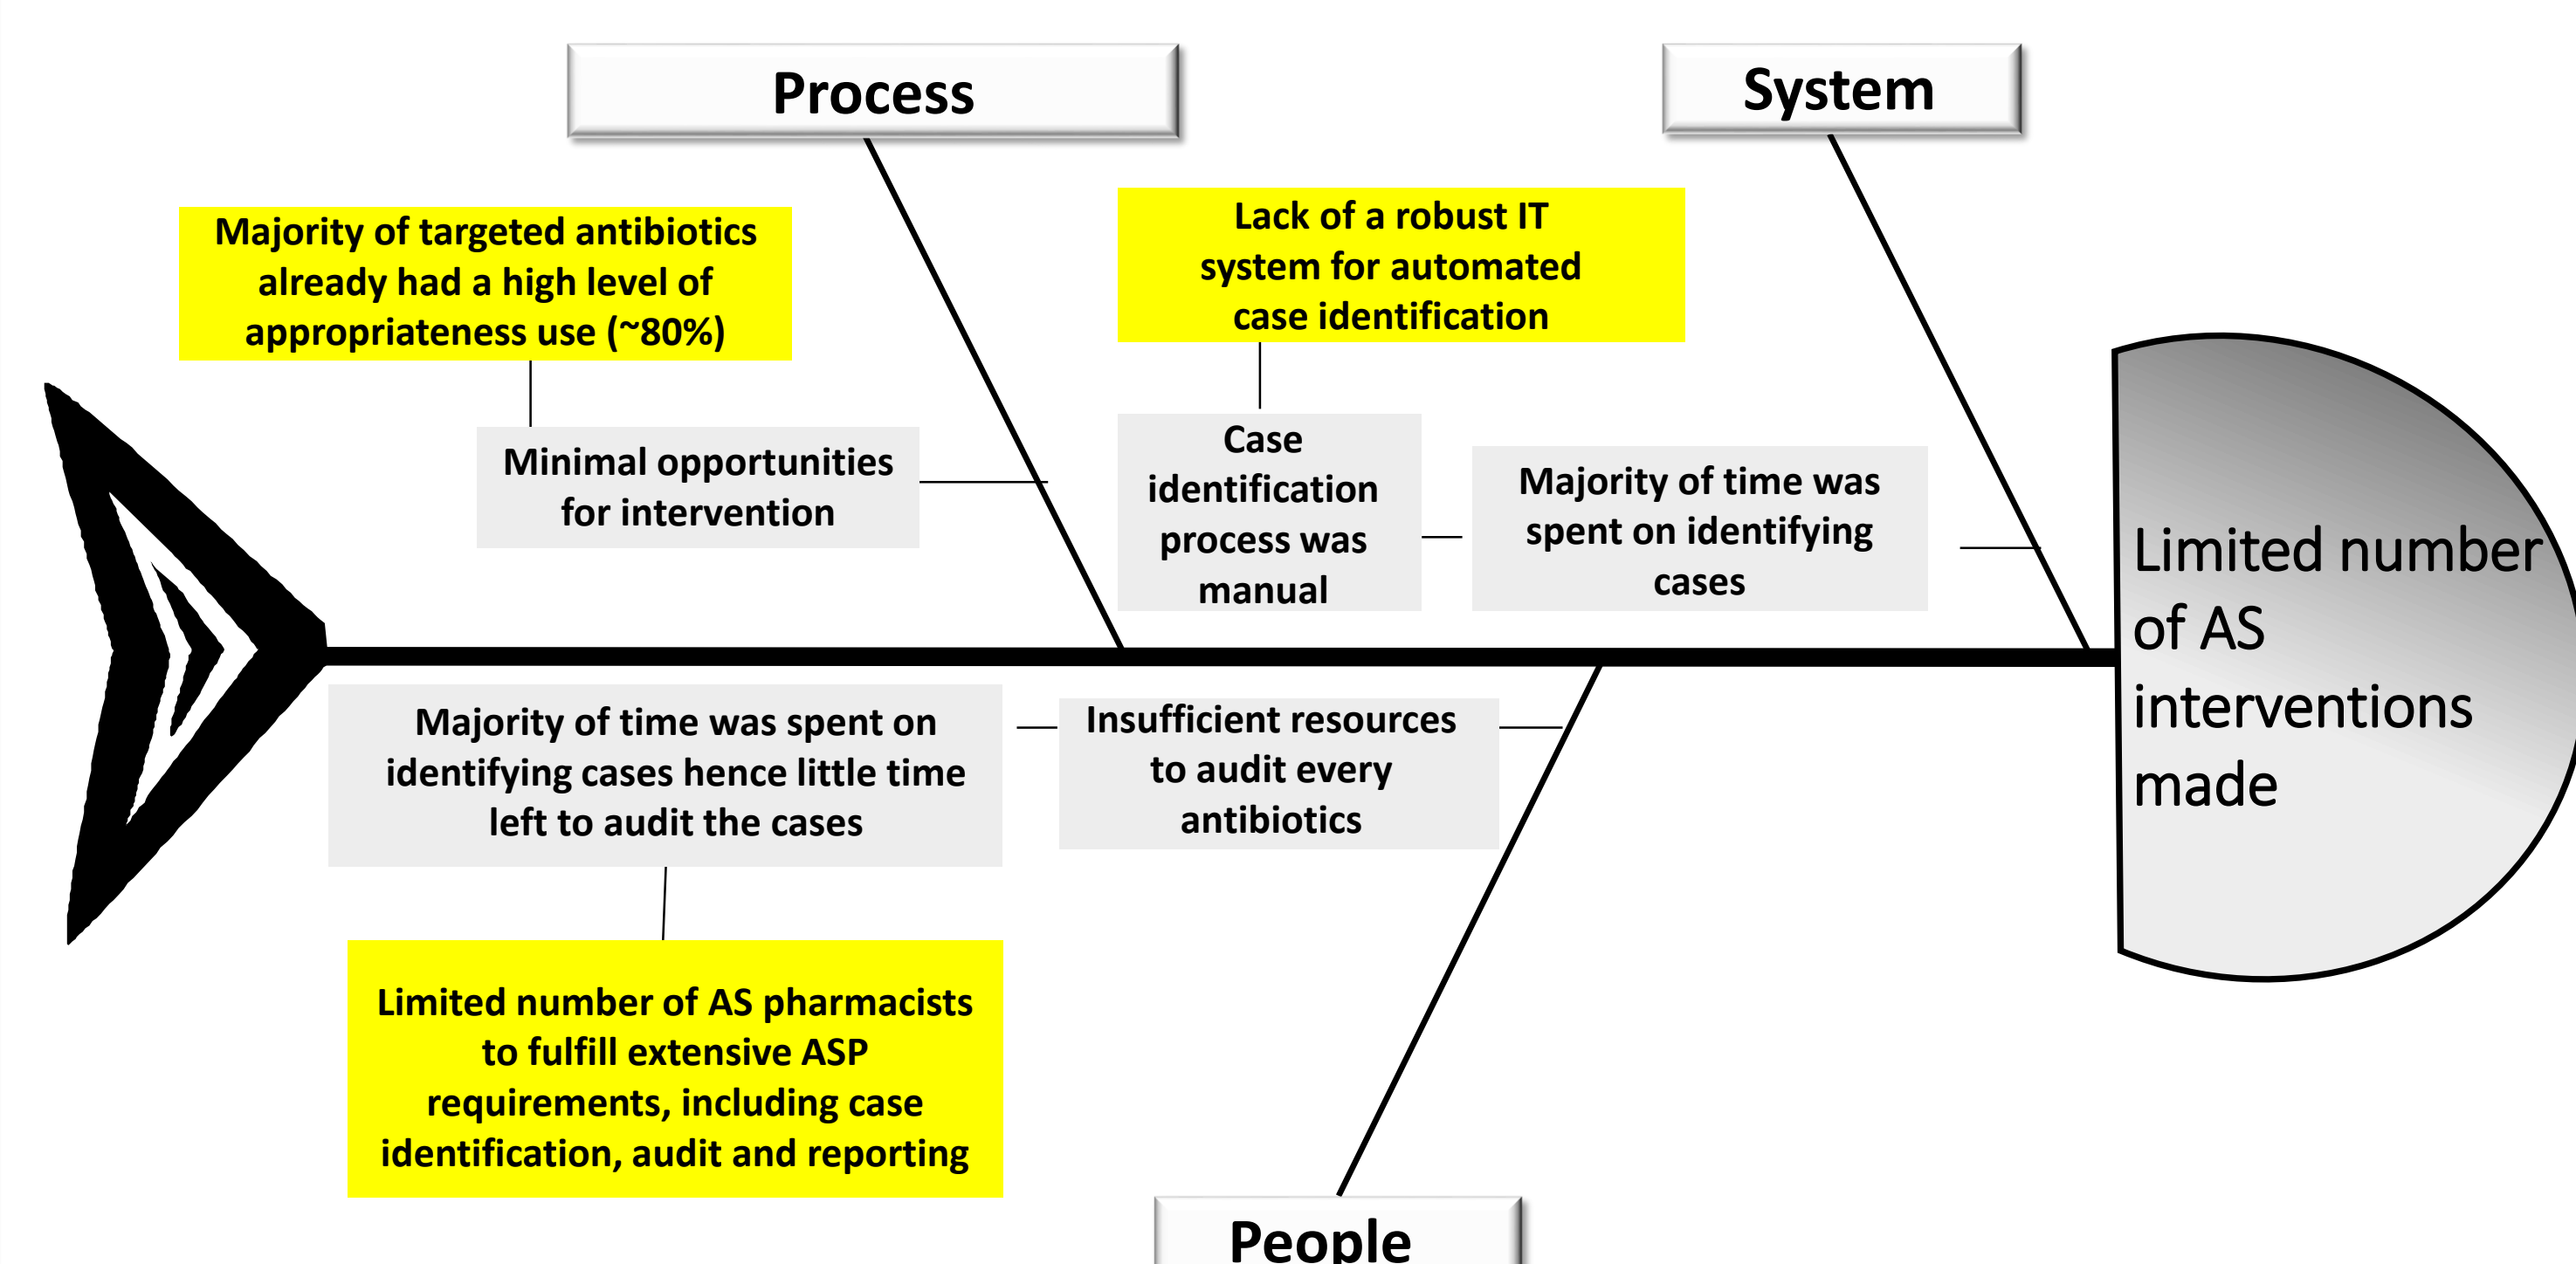 Process
System
Majority of targeted antibiotics
already had a high level of
appropriateness use (~80%)
Lack of a robust IT
system for automated
case identification
Minimal opportunities
for intervention
Case
identification
process was
manual
Majority of time was
spent on identifying
cases
Limited number
of AS
interventions
made
Majority of time was spent on
identifying cases hence little time
left to audit the cases
Insufficient resources
to audit every
antibiotics
Limited number of AS pharmacists
to fulfill extensive ASP
requirements, including case
identification, audit and reporting
People